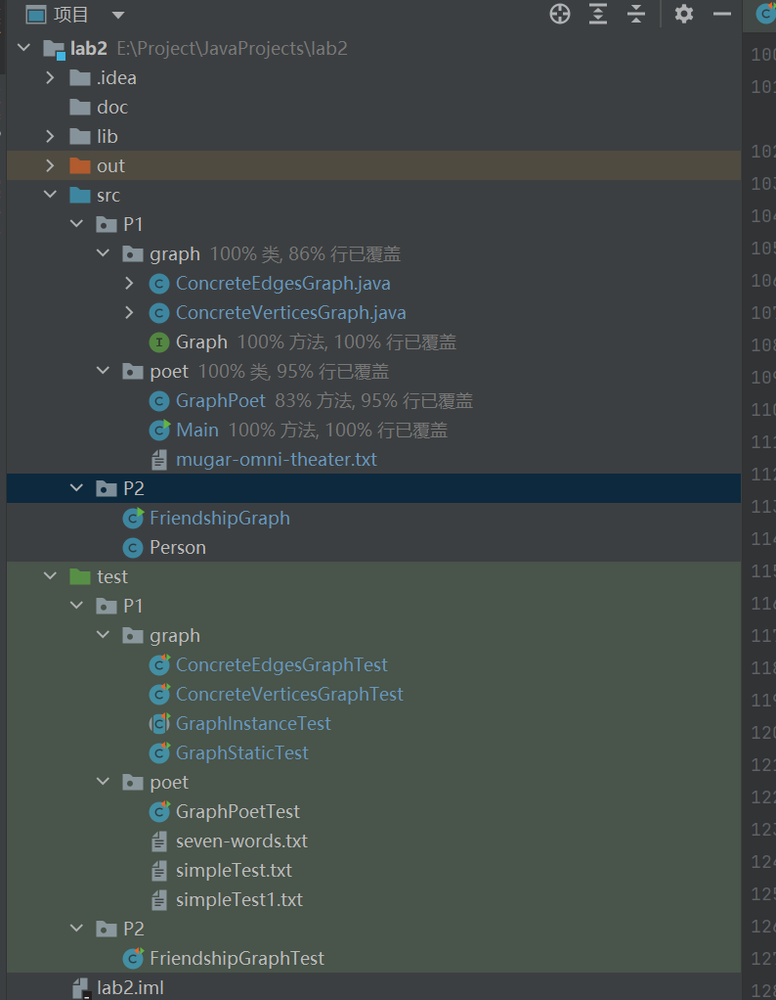 项目
lab2 E:\Project\JavaProjects\lab2
.idea
doc
lib
out
src
P1
graph 100% 类, 86% 行已覆盖
ConcreteEdgesGraph.java
ConcreteVerticesGraph.java
Graph 100% 方法, 100% 行已覆盖
poet 100% 类, 95% 行已覆盖
GraphPoet 83% 方法, 95% 行已覆盖
Main 100% 方法, 100% 行已覆盖
mugar-omni-theater.txt
P2
FriendshipGraph
Person
test
P1
graph
ConcreteEdgesGraphTest
ConcreteVerticesGraphTest
GraphInstanceTest
GraphStaticTest
poet
GraphPoetTest
seven-words.txt
simpleTest.txt
simpleTest1.txt
P2
FriendshipGraphTest
lab2.iml
100
101
102
103
104
105
106
107
108
109
110
111
112
113
114
115
116
117
118
119
120
121
122
123
124
125
126
127
128